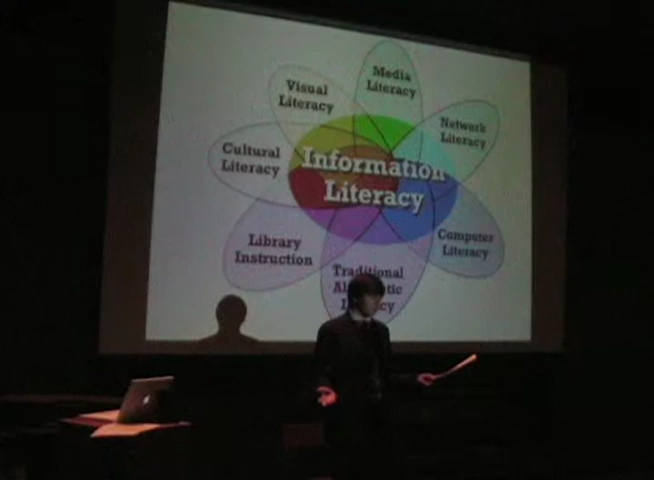 Media
Literacy
Visual
Literacy
Network
Literacy
Cultural
Literacy
Information
Literacy
Computer
Literacy
Library
Instruction
Traditional